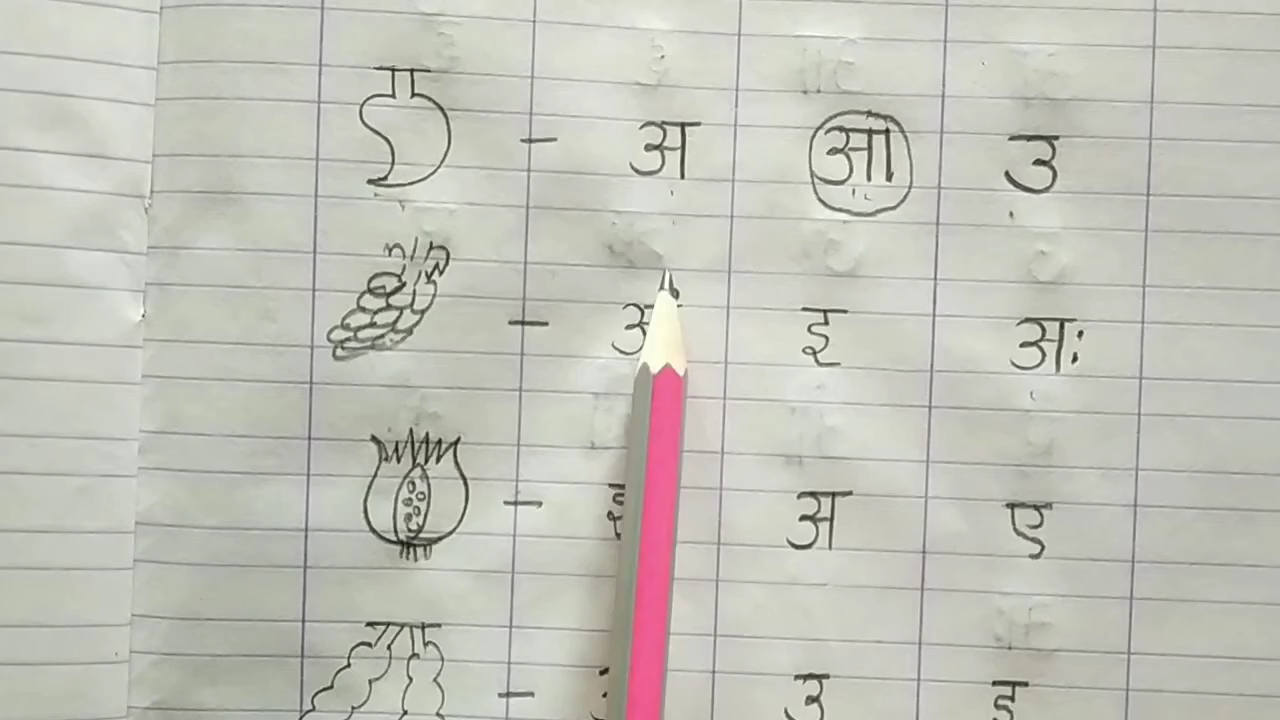 - अ आ उ
- इ अः
- अ ए
- उ इ